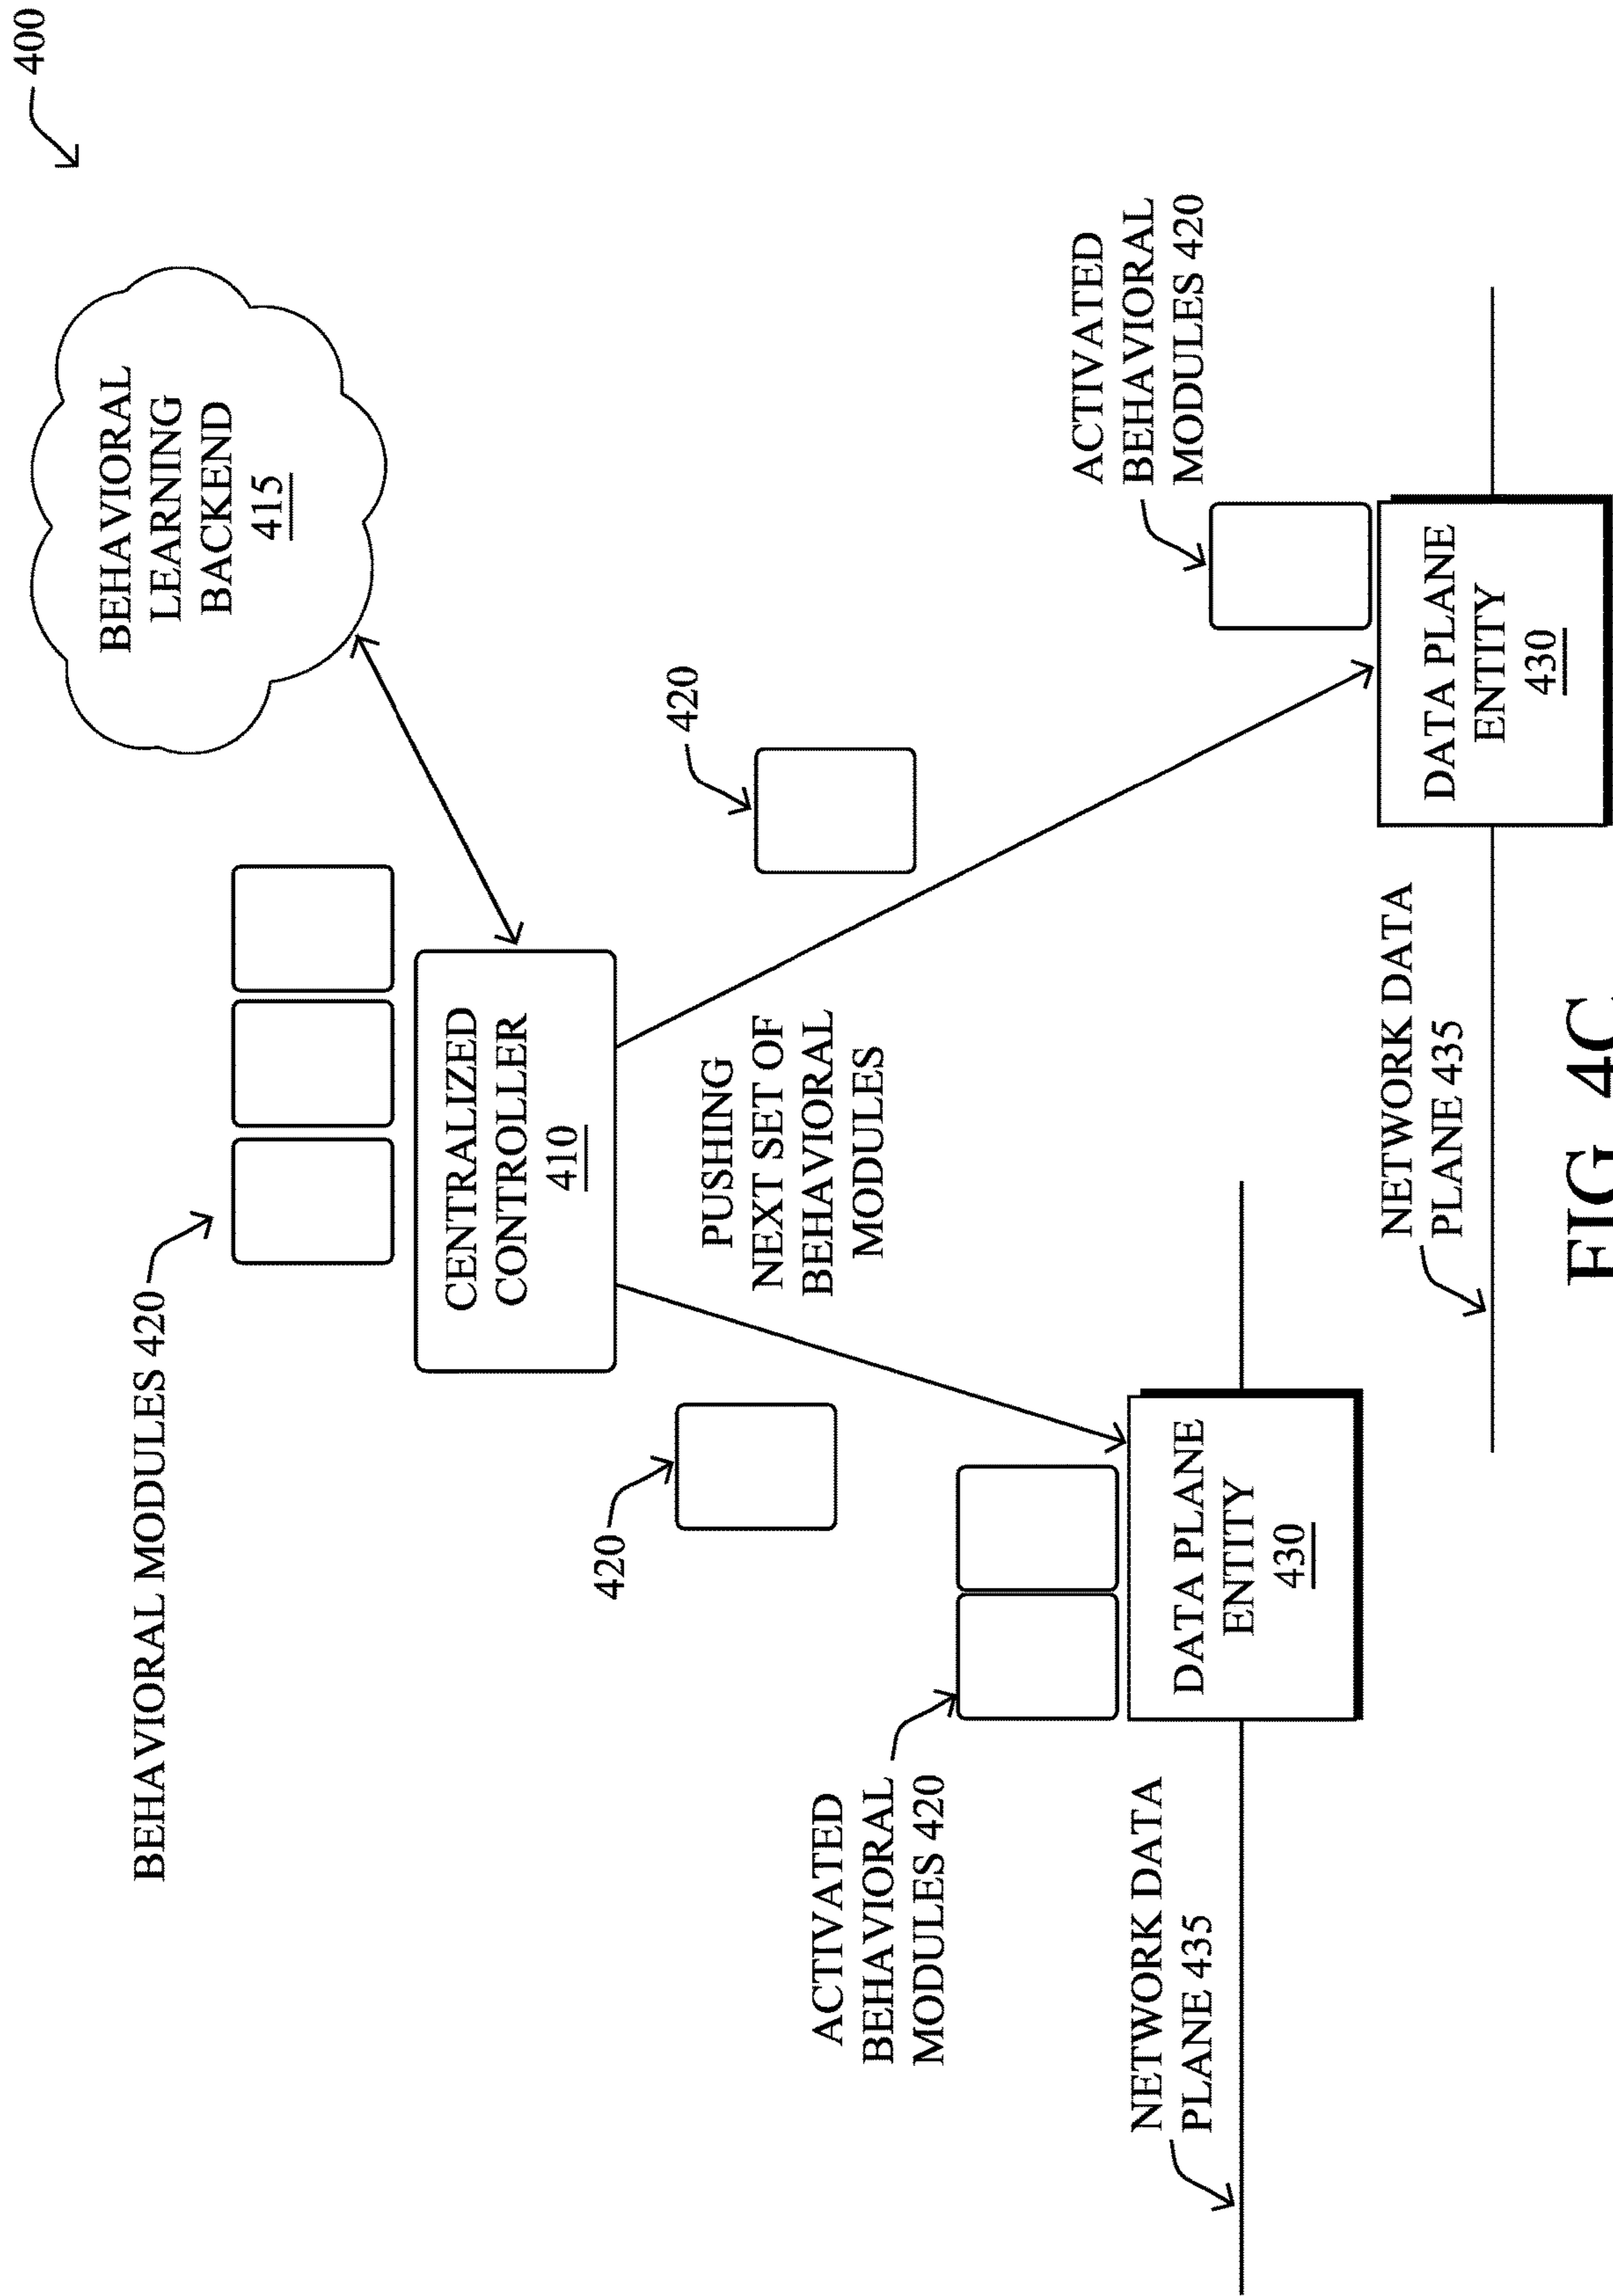 400
BEHAVIORAL
LEARNING
BACKEND
415
BEHAVIORAL MODULES 420
CENTRALIZED
CONTROLLER
410
420
420
PUSHING
NEXT SET OF
BEHAVIORAL
MODULES
ACTIVATED
BEHAVIORAL
MODULES 420
ACTIVATED
BEHAVIORAL
MODULES 420
DATA PLANE
ENTITY
430
NETWORK DATA
PLANE 435
DATA PLANE
ENTITY
430
NETWORK DATA
PLANE 435
FIG. 4C